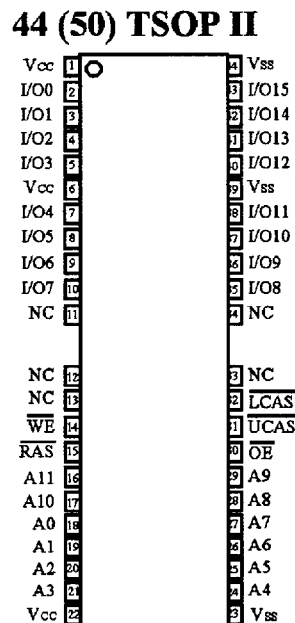 44 (50) TSOP II
Vcc 1 4 Vss
I/O0 2 3 I/O15
I/O1 3 2 I/O14
I/O2 4 1 I/O13
I/O3 5 0 I/O12
Vcc 6 9 Vss
I/O4 7 8 I/O11
I/O5 8 7 I/O10
I/O6 9 6 I/O9
I/O7 10 5 I/O8
NC 11 4 NC
NC 12 3 NC
NC 13 2 LCAS
WE 14 1 UCAS
RAS 15 0 OE
A11 16 9 A9
A10 17 8 A8
A0 18 7 A7
A1 19 6 A6
A2 20 5 A5
A3 21 4 A4
Vcc 22 3 Vss